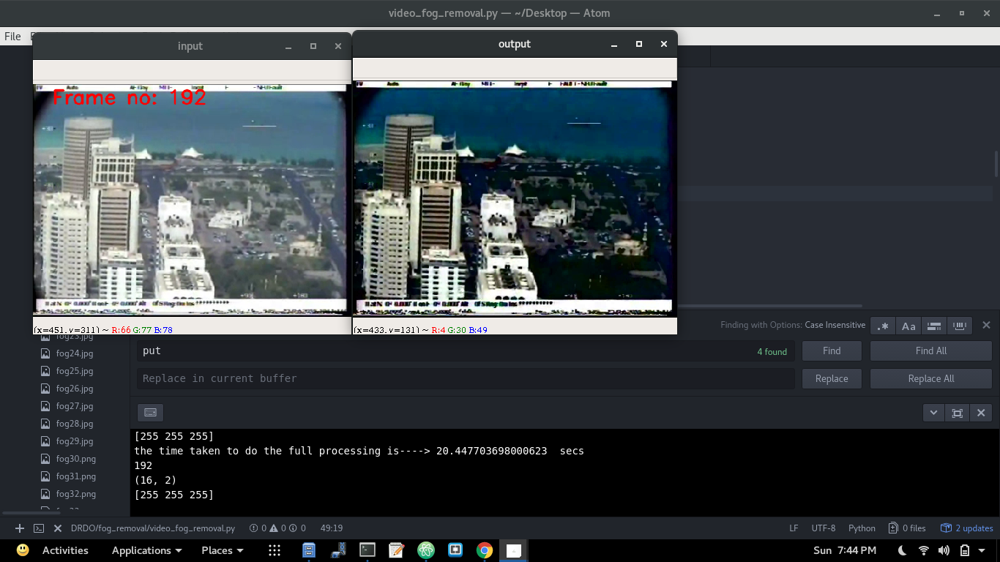 video_fog_removal.py — ~/Desktop — Atom
File
input
output
Auto
Frame no: 192
Auto
(x=451, y=311) ~ R:66 G:77 B:78
(x=433, y=131) ~ R:4 G:30 B:49
Finding with Options: Case Insensitive
.*
Aa
fog23.jpg
fog24.jpg
fog25.jpg
fog26.jpg
fog27.jpg
fog28.jpg
fog29.jpg
fog30.png
fog31.png
fog32.png
put
4 found
Find
Find All
Replace in current buffer
Replace
Replace All
[255 255 255]
the time taken to do the full processing is----> 20.447703698000623 secs
192
(16, 2)
[255 255 255]
DRDO/fog_removal/video_fog_removal.py
0
0
0
49:19
LF
UTF-8
Python
0 files
2 updates
Activities
Applications
Places
Sun 7:44 PM